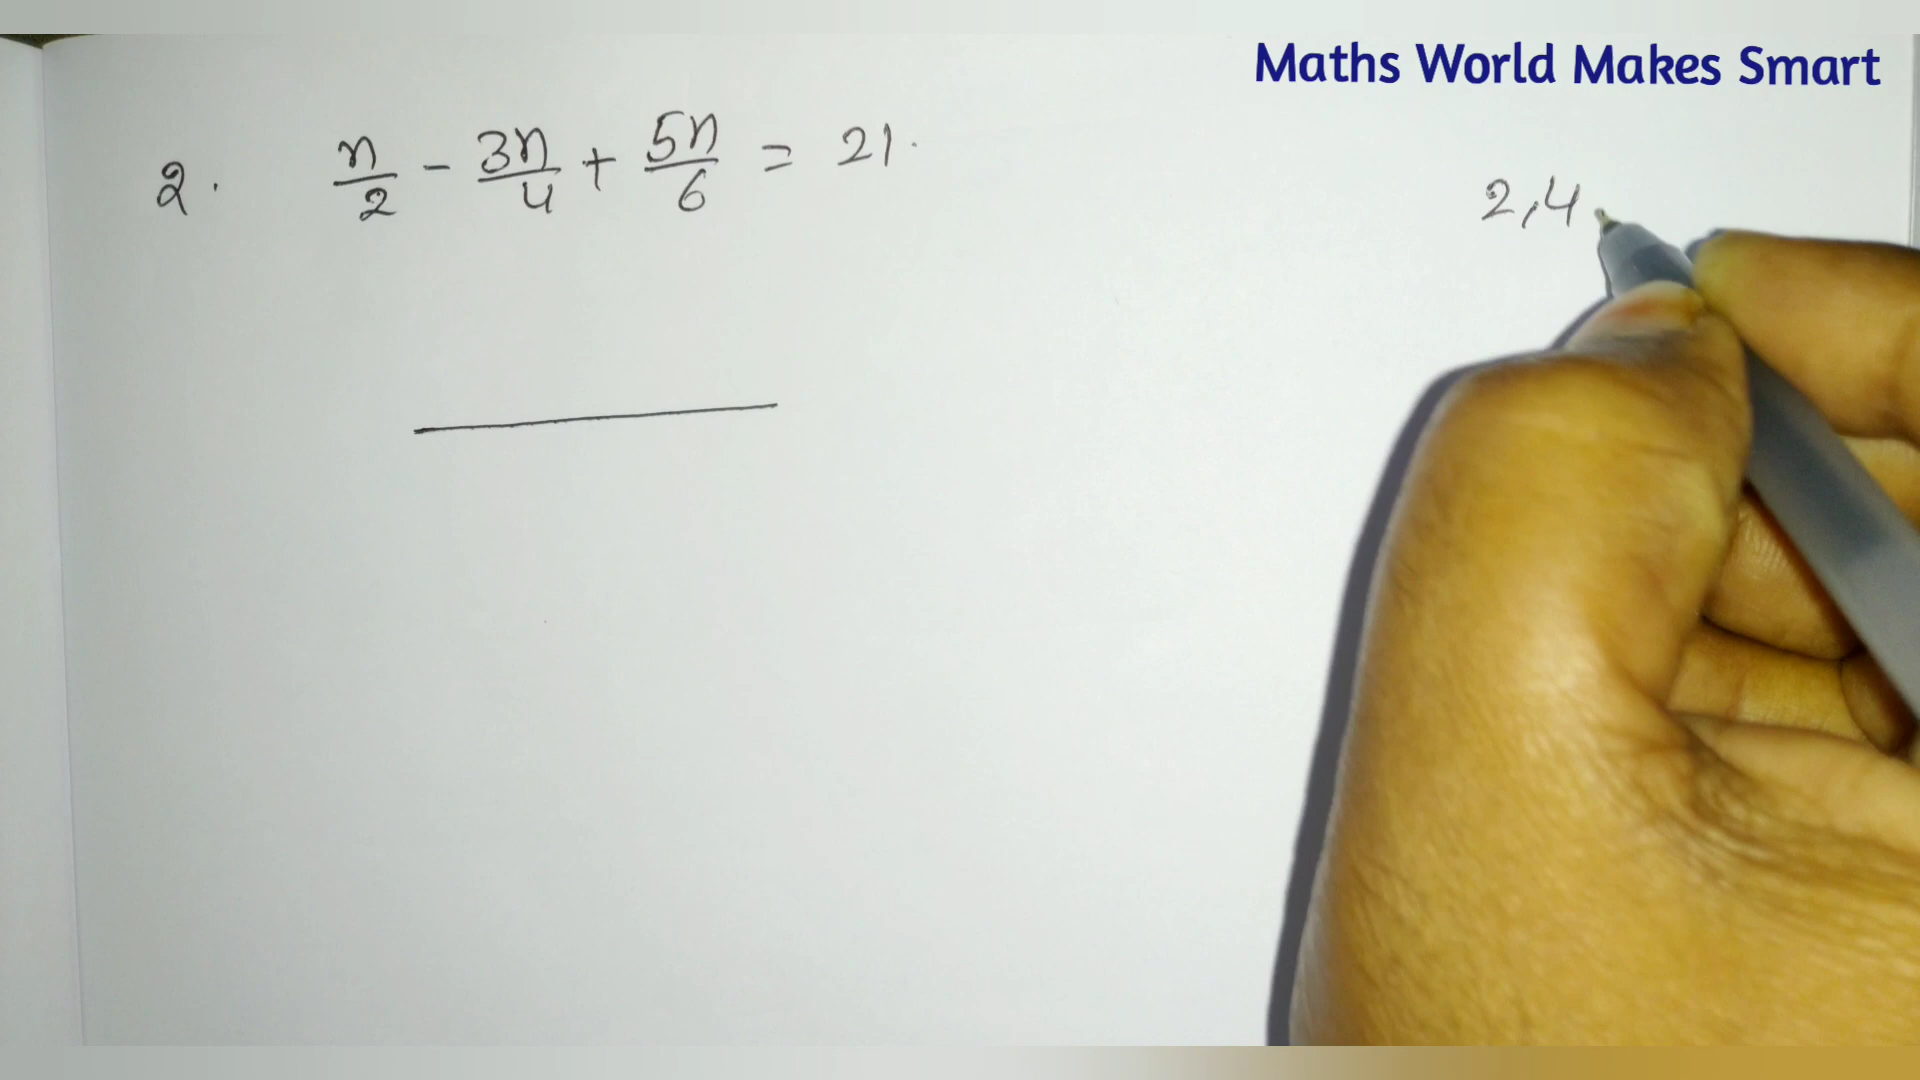 Maths World Makes Smart
2. n/2 - 3n/4 + 5n/6 = 21.
2,4